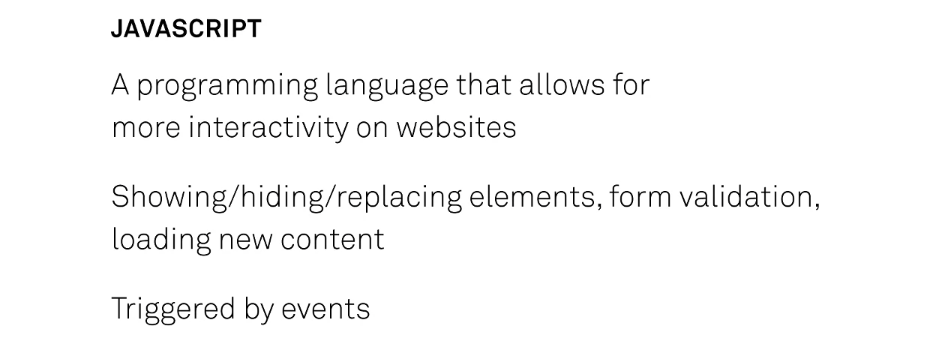 JAVASCRIPT
A programming language that allows for
more interactivity on websites
Showing/hiding/replacing elements, form validation,
loading new content
Triggered by events